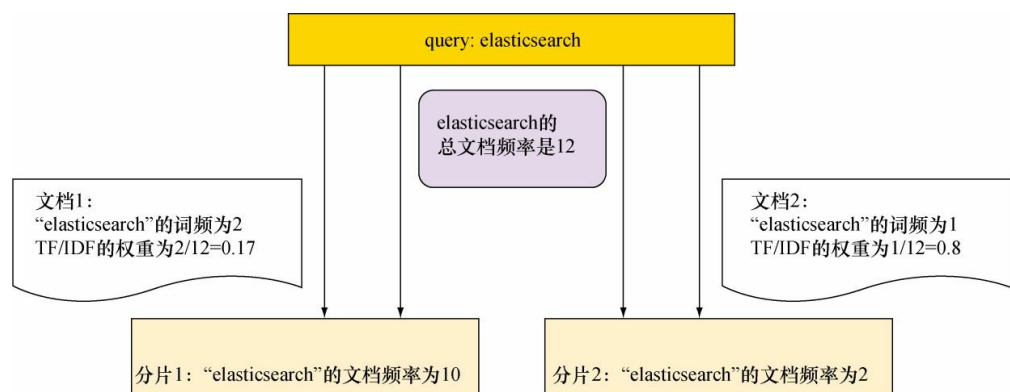 query: elasticsearch
elasticsearch的
总文档频率是12
文档1：
“elasticsearch”的词频为2
TF/IDF的权重为2/12=0.17
文档2：
“elasticsearch”的词频为1
TF/IDF的权重为1/12=0.8
分片1：“elasticsearch”的文档频率为10
分片2：“elasticsearch”的文档频率为2